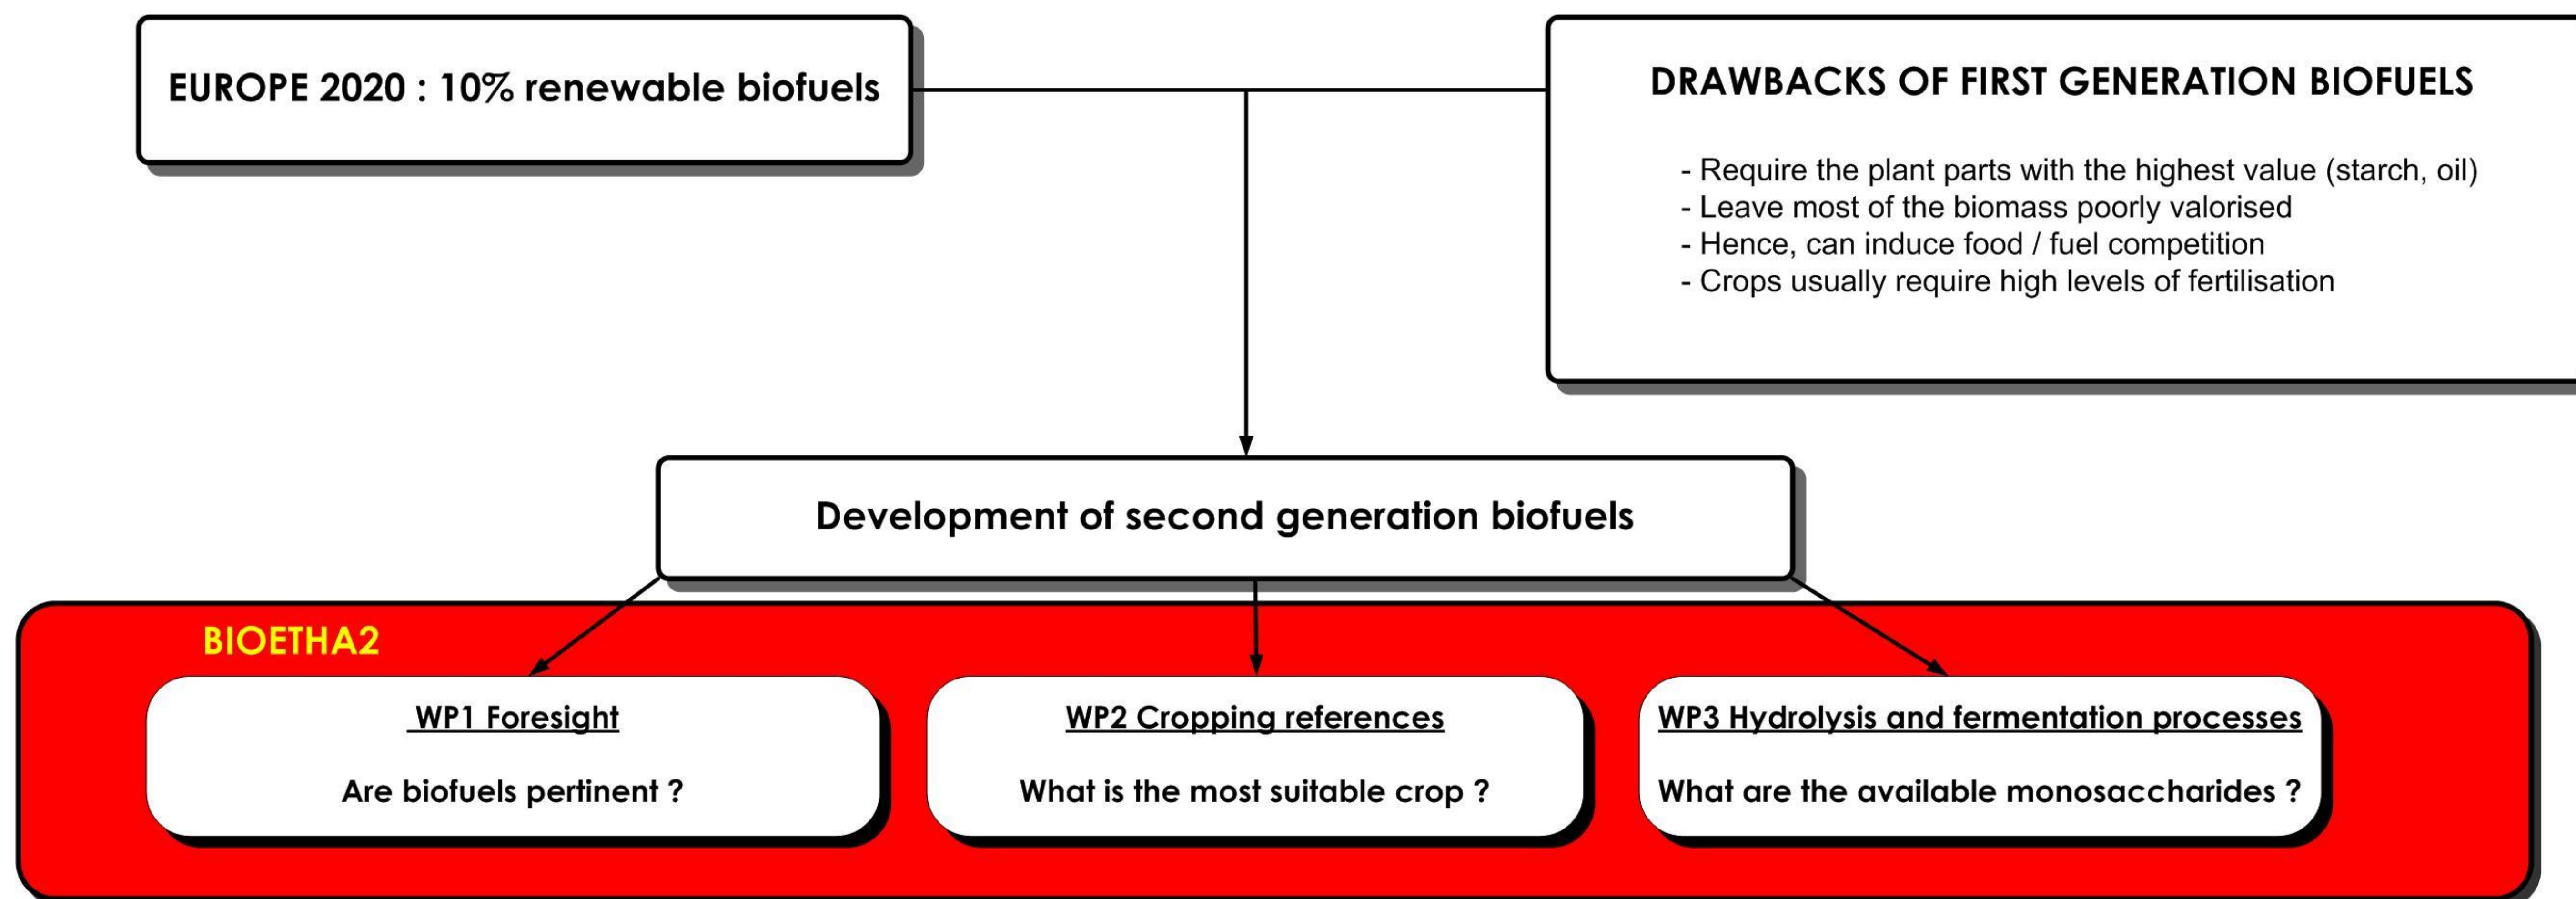 EUROPE 2020 : 10% renewable biofuels
DRAWBACKS OF FIRST GENERATION BIOFUELS
- Require the plant parts with the highest value (starch, oil)
- Leave most of the biomass poorly valorised
- Hence, can induce food / fuel competition
- Crops usually require high levels of fertilisation
Development of second generation biofuels
BIOETHA2
WP1 Foresight
Are biofuels pertinent ?
WP2 Cropping references
What is the most suitable crop ?
WP3 Hydrolysis and fermentation processes
What are the available monosaccharides ?